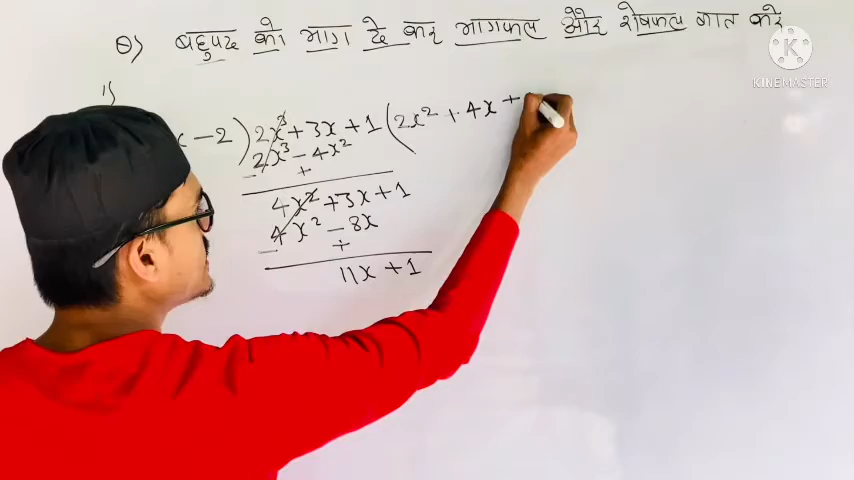 Q) बहुपद को भाग दे कर भागफल और शेषफल ज्ञात करे
K
KINEMASTER
1)
x - 2 ) 2x³ + 3x + 1 ( 2x² + 4x +
2x³ - 4x²
- +
4x² + 3x + 1
4x² - 8x
- +
11x + 1